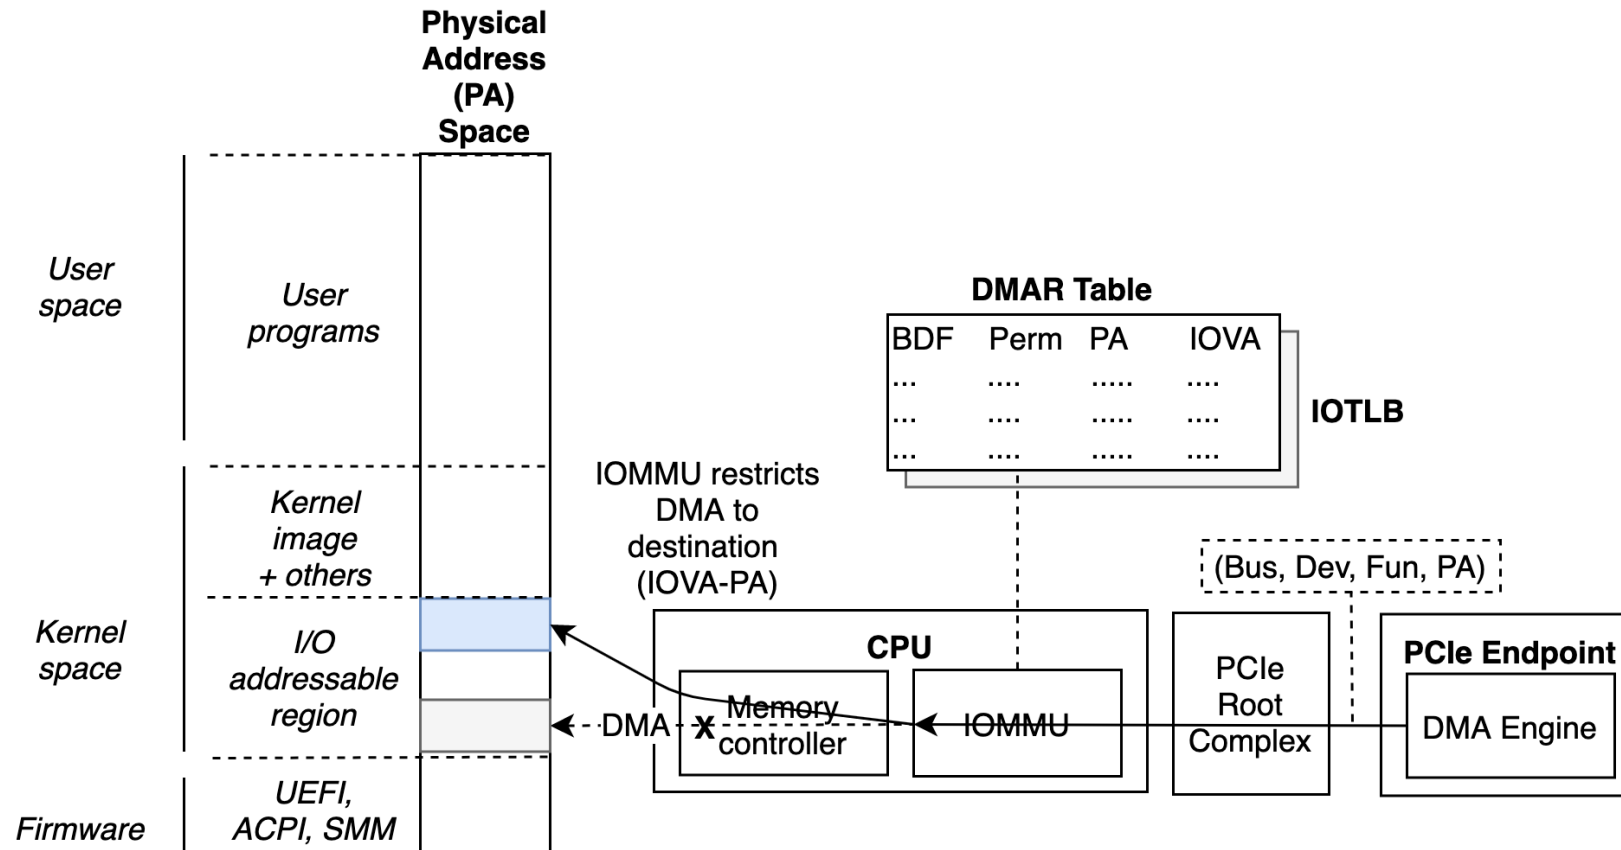 Physical
Address
(PA)
Space
User
space
User
programs
DMAR Table
BDF Perm PA IOVA
... .... ..... ....
... .... ..... ....
... .... ..... ....
IOTLB
Kernel
image
+ others
IOMMU restricts
DMA to
destination
(IOVA-PA)
(Bus, Dev, Fun, PA)
Kernel
space
I/O
addressable
region
CPU
DMA
X
Memory
controller
IOMMU
PCIe
Root
Complex
PCIe Endpoint
DMA Engine
Firmware
UEFI,
ACPI, SMM